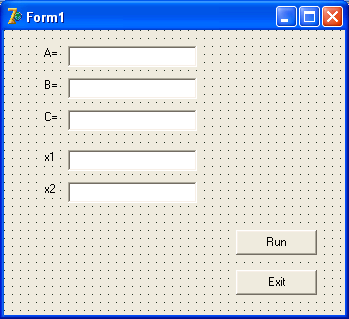 Form1
A=
B=
C=
x1
x2
Run
Exit